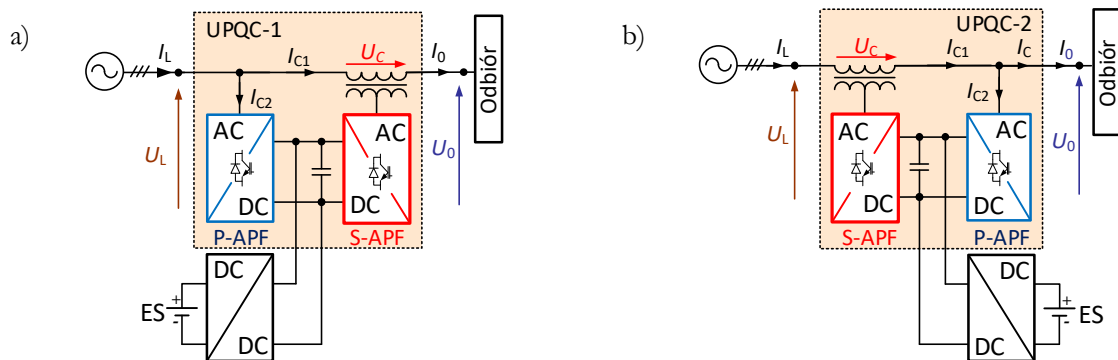 a)
UPQC-1
I_L
I_C1
U_C
I_0
I_C2
U_L
AC
DC
AC
DC
U_0
Odbiór
P-APF
S-APF
DC
DC
ES
+
-
b)
UPQC-2
I_L
U_C
I_C1
I_C
I_0
I_C2
U_L
AC
DC
AC
DC
U_0
Odbiór
S-APF
P-APF
DC
DC
+
-
ES